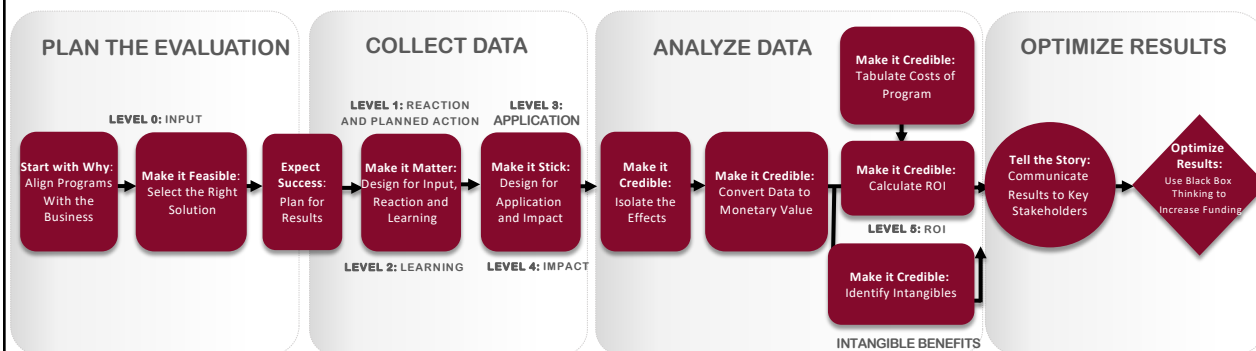 PLAN THE EVALUATION
LEVEL 0: INPUT
Start with Why:
Align Programs
With the
Business
Make it Feasible:
Select the Right
Solution
Expect
Success:
Plan for
Results
COLLECT DATA
LEVEL 1: REACTION
AND PLANNED ACTION
LEVEL 3:
APPLICATION
Make it Matter:
Design for Input,
Reaction and
Learning
Make it Stick:
Design for
Application
and Impact
LEVEL 2: LEARNING
LEVEL 4: IMPACT
ANALYZE DATA
Make it
Credible:
Isolate the
Effects
Make it Credible:
Convert Data to
Monetary Value
Make it Credible:
Tabulate Costs of
Program
Make it Credible:
Calculate ROI
LEVEL 5: ROI
Make it Credible:
Identify Intangibles
INTANGIBLE BENEFITS
OPTIMIZE RESULTS
Tell the Story:
Communicate
Results to Key
Stakeholders
Optimize
Results:
Use Black Box
Thinking to
Increase Funding